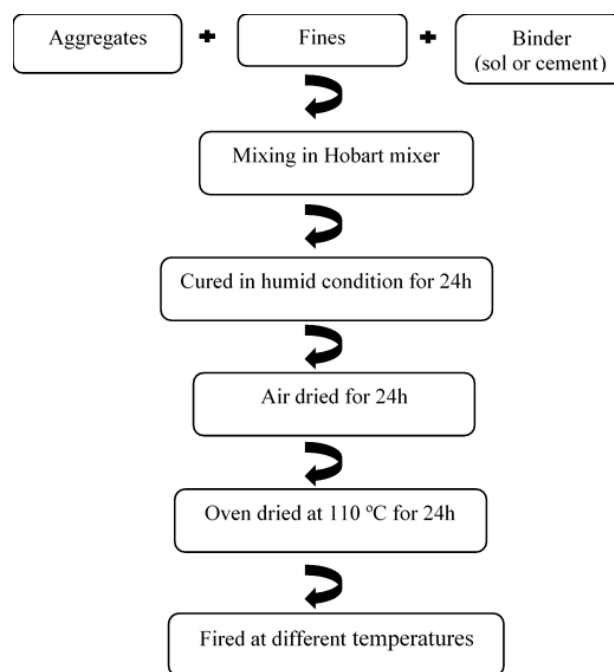 Aggregates + Fines + Binder
(sol or cement)
Mixing in Hobart mixer
Cured in humid condition for 24h
Air dried for 24h
Oven dried at 110 °C for 24h
Fired at different temperatures